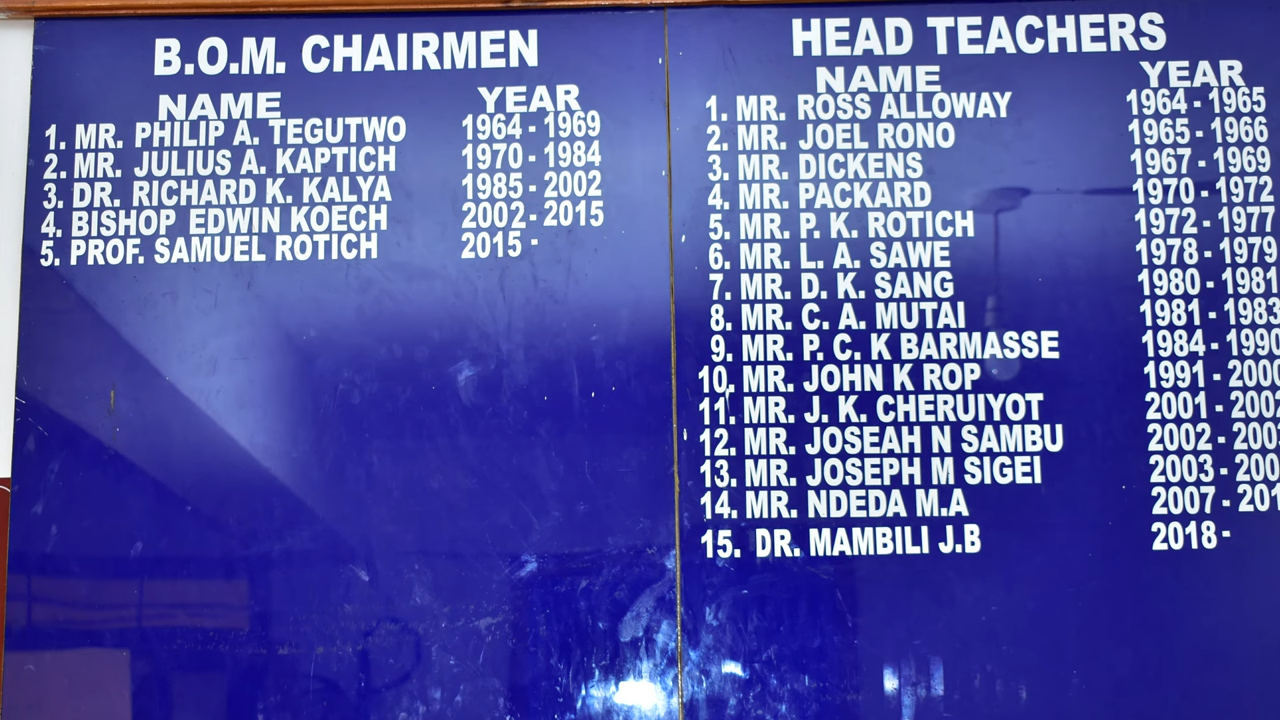 B.O.M. CHAIRMEN
NAME YEAR
1. MR. PHILIP A. TEGUTWO 1964 - 1969
2. MR. JULIUS A. KAPTICH 1970 - 1984
3. DR. RICHARD K. KALYA 1985 - 2002
4. BISHOP EDWIN KOECH 2002 - 2015
5. PROF. SAMUEL ROTICH 2015 -
HEAD TEACHERS
NAME YEAR
1. MR. ROSS ALLOWAY 1964 - 1965
2. MR. JOEL RONO 1965 - 1966
3. MR. DICKENS 1967 - 1969
4. MR. PACKARD 1970 - 1972
5. MR. P. K. ROTICH 1972 - 1977
6. MR. L. A. SAWE 1978 - 1979
7. MR. D. K. SANG 1980 - 1981
8. MR. C. A. MUTAI 1981 - 1983
9. MR. P. C. K BARMASSE 1984 - 1990
10. MR. JOHN K ROP 1991 - 2000
11. MR. J. K. CHERUIYOT 2001 - 2002
12. MR. JOSEAH N SAMBU 2002 - 2003
13. MR. JOSEPH M SIGEI 2003 -
14. MR. NDEDA M.A 2007 -
15. DR. MAMBILI J.B 2018 -